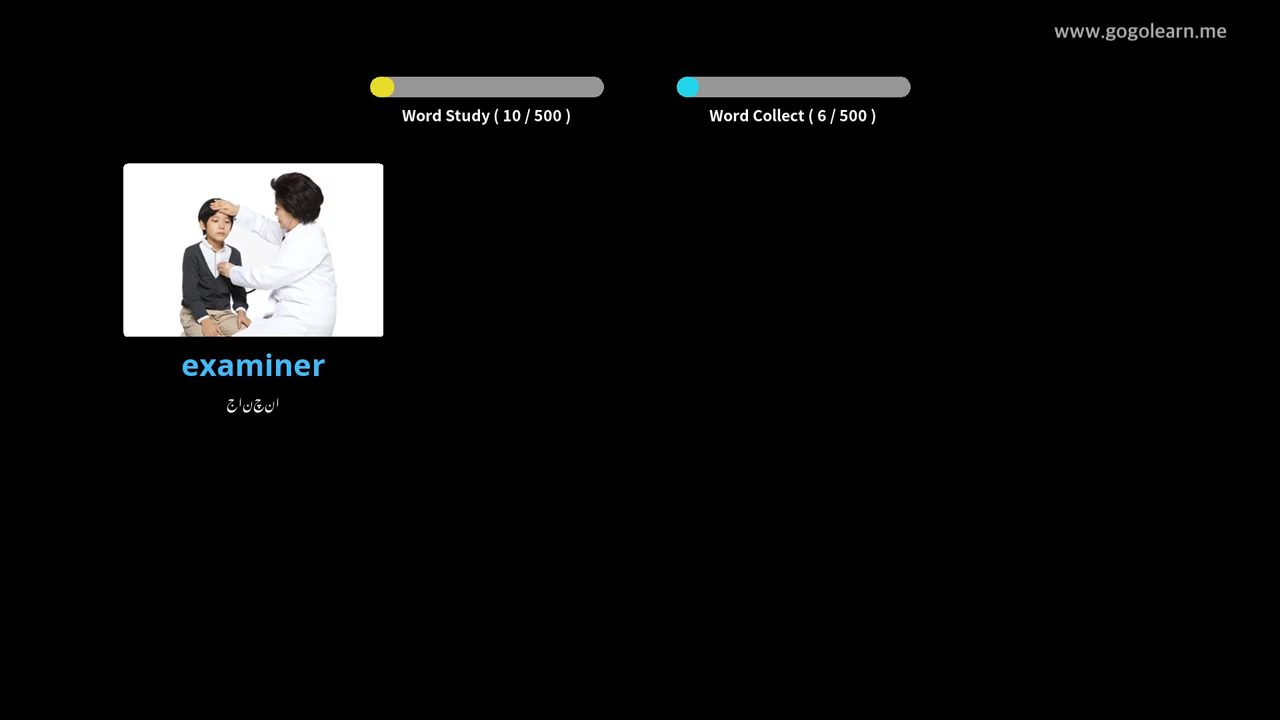 www.gogolearn.me
Word Study ( 10 / 500 )
Word Collect ( 6 / 500 )
examiner
جانچنا